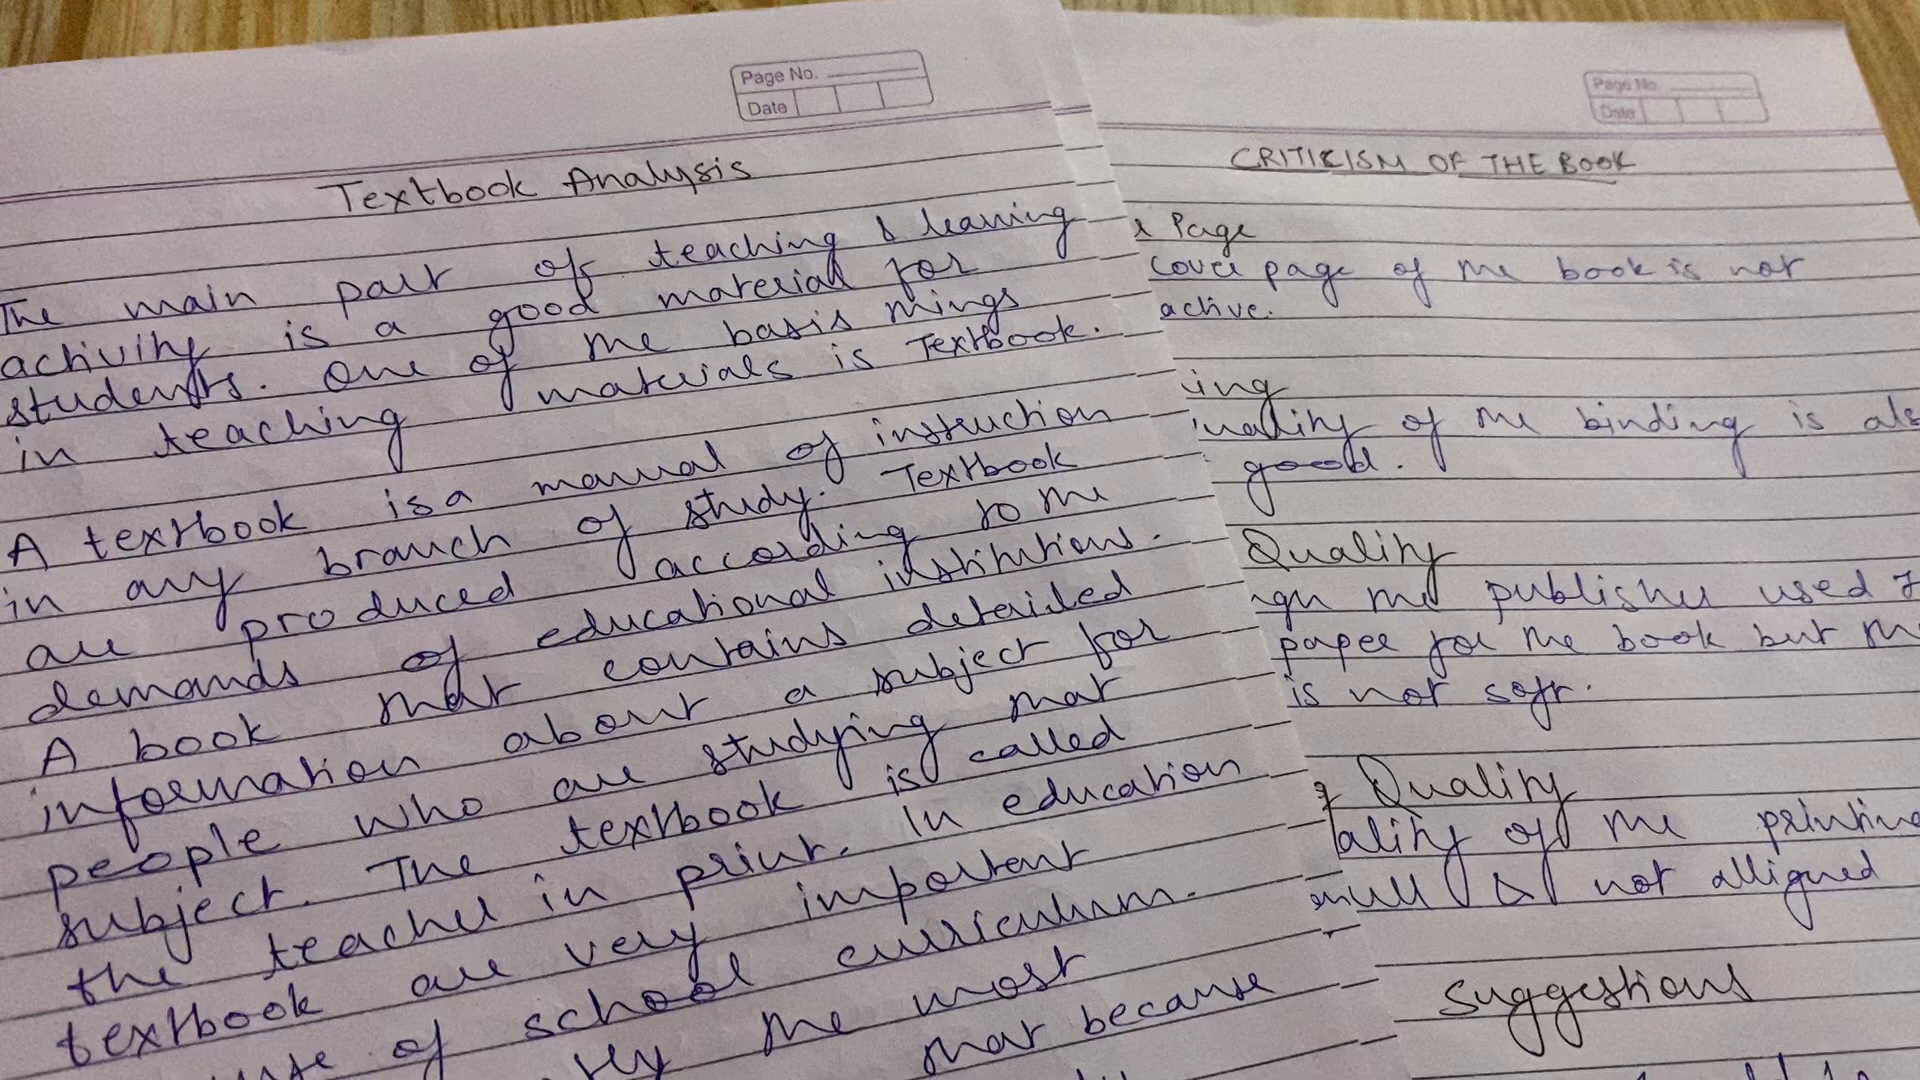 Page No.
Date
Textbook Analysis
The main part of teaching & learning
activity is a good material for
students. One of the basis things
in teaching materials is Textbook.
A textbook is a manual of instruction
in any branch of study. Textbook
are produced according to the
demands of educational institutions.
A book that contains detailed
information about a subject for
people who are studying that
subject. The textbook is called
the teacher in print. In education
textbook are very important
of school curriculum.
the most
that because
Page No.
Date
CRITICISM OF THE BOOK
Page
cover page of the book is not
active.
ing
uality of the binding is als
good.
Quality
the publisher used
paper for the book but th
is not soft.
Quality
ality of the printing
& not alligned
Suggestions